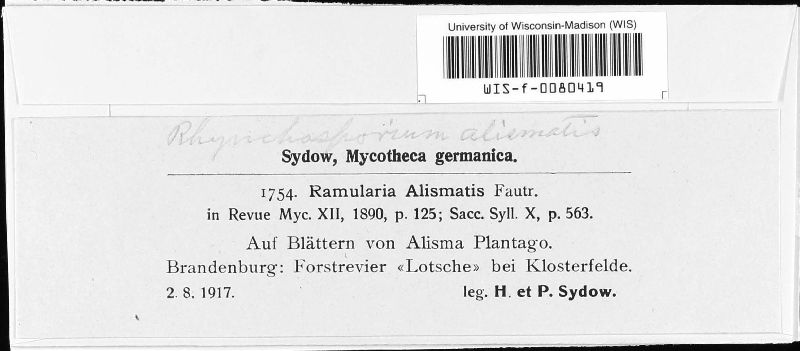 University of Wisconsin-Madison (WIS)
WIS-f-0080419
Rhynchosporium alismatis
Sydow, Mycotheca germanica.
1754. Ramularia Alismatis Fautr.
in Revue Myc. XII, 1890, p. 125; Sacc. Syll. X, p. 563.
Auf Blättern von Alisma Plantago.
Brandenburg: Forstrevier «Lotsche» bei Klosterfelde.
2. 8. 1917. leg. H. et P. Sydow.